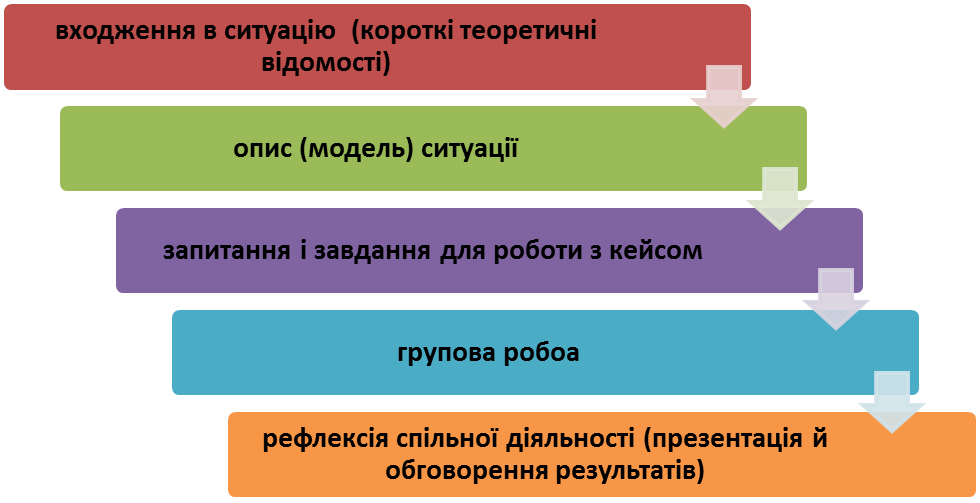 входження в ситуацію  (короткі теоретичні
відомості)
опис (модель) ситуації
запитання і завдання для роботи з кейсом
групова робоа
рефлексія спільної діяльності (презентація й
обговорення результатів)